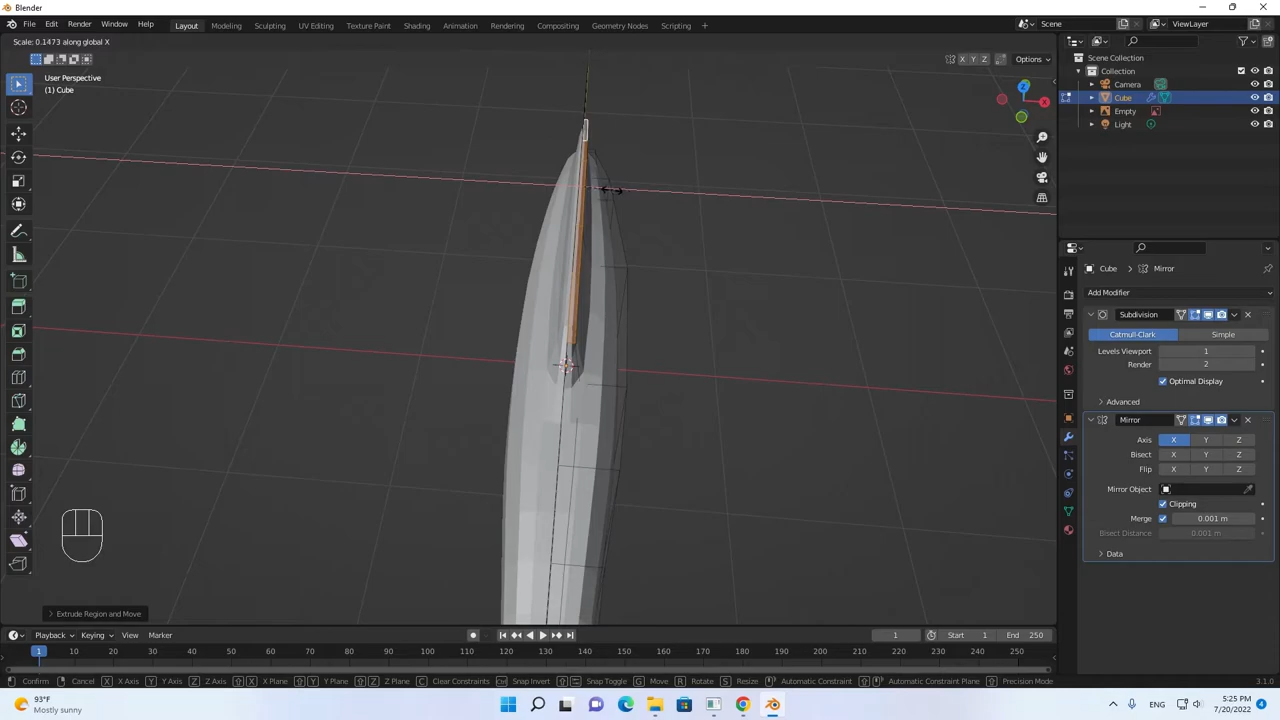 Blender
File Edit Render Window Help Layout Modeling Sculpting UV Editing Texture Paint Shading Animation Rendering Compositing Geometry Nodes Scripting Scene ViewLayer
Scale: 0.1473 along global X
X Y Z Options
User Perspective
(1) Cube
Scene Collection
Collection
Camera
Cube
Empty
Light
Z
X
Cube > Mirror
Add Modifier
Subdivision
Catmull-Clark Simple
Levels Viewport 1
Render 2
Optimal Display
Advanced
Mirror
Axis X Y Z
Bisect X Y Z
Flip X Y Z
Mirror Object
Clipping
Merge 0.001 m
Bisect Distance 0.001 m
Data
Extrude Region and Move
Playback Keying View Marker 1 Start 1 End 250
1 10 20 30 40 50 60 70 80 90 100 110 120 130 140 150 160 170 180 190 200 210 220 230 240 250
Confirm Cancel X X Axis Y Y Axis Z Z Axis X X Plane Y Y Plane Z Z Plane C Clear Constraints Ctrl Snap Invert Snap Toggle G Move R Rotate S Resize Automatic Constraint Automatic Constraint Plane Precision Mode 3.1.0
93°F
Mostly sunny
ENG
5:25 PM
7/20/2022